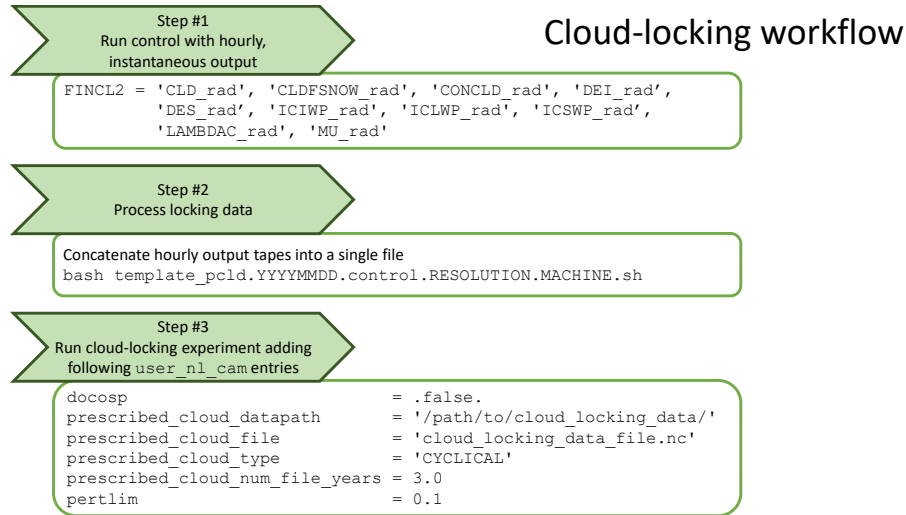 Cloud-locking workflow
Step #1
Run control with hourly,
instantaneous output
FINCL2 = 'CLD_rad', 'CLDFSNOW_rad', 'CONCLD_rad', 'DEI_rad’,
'DES_rad’, 'ICIWP_rad', 'ICLWP_rad', 'ICSWP_rad’,
'LAMBDAC_rad', 'MU_rad'
Step #2
Process locking data
Concatenate hourly output tapes into a single file
bash template_pcld.YYYYMMDD.control.RESOLUTION.MACHINE.sh
Step #3
Run cloud-locking experiment adding
following user_nl_cam entries
docosp = .false.
prescribed_cloud_datapath = '/path/to/cloud_locking_data/'
prescribed_cloud_file = 'cloud_locking_data_file.nc'
prescribed_cloud_type = 'CYCLICAL'
prescribed_cloud_num_file_years = 3.0
pertlim = 0.1